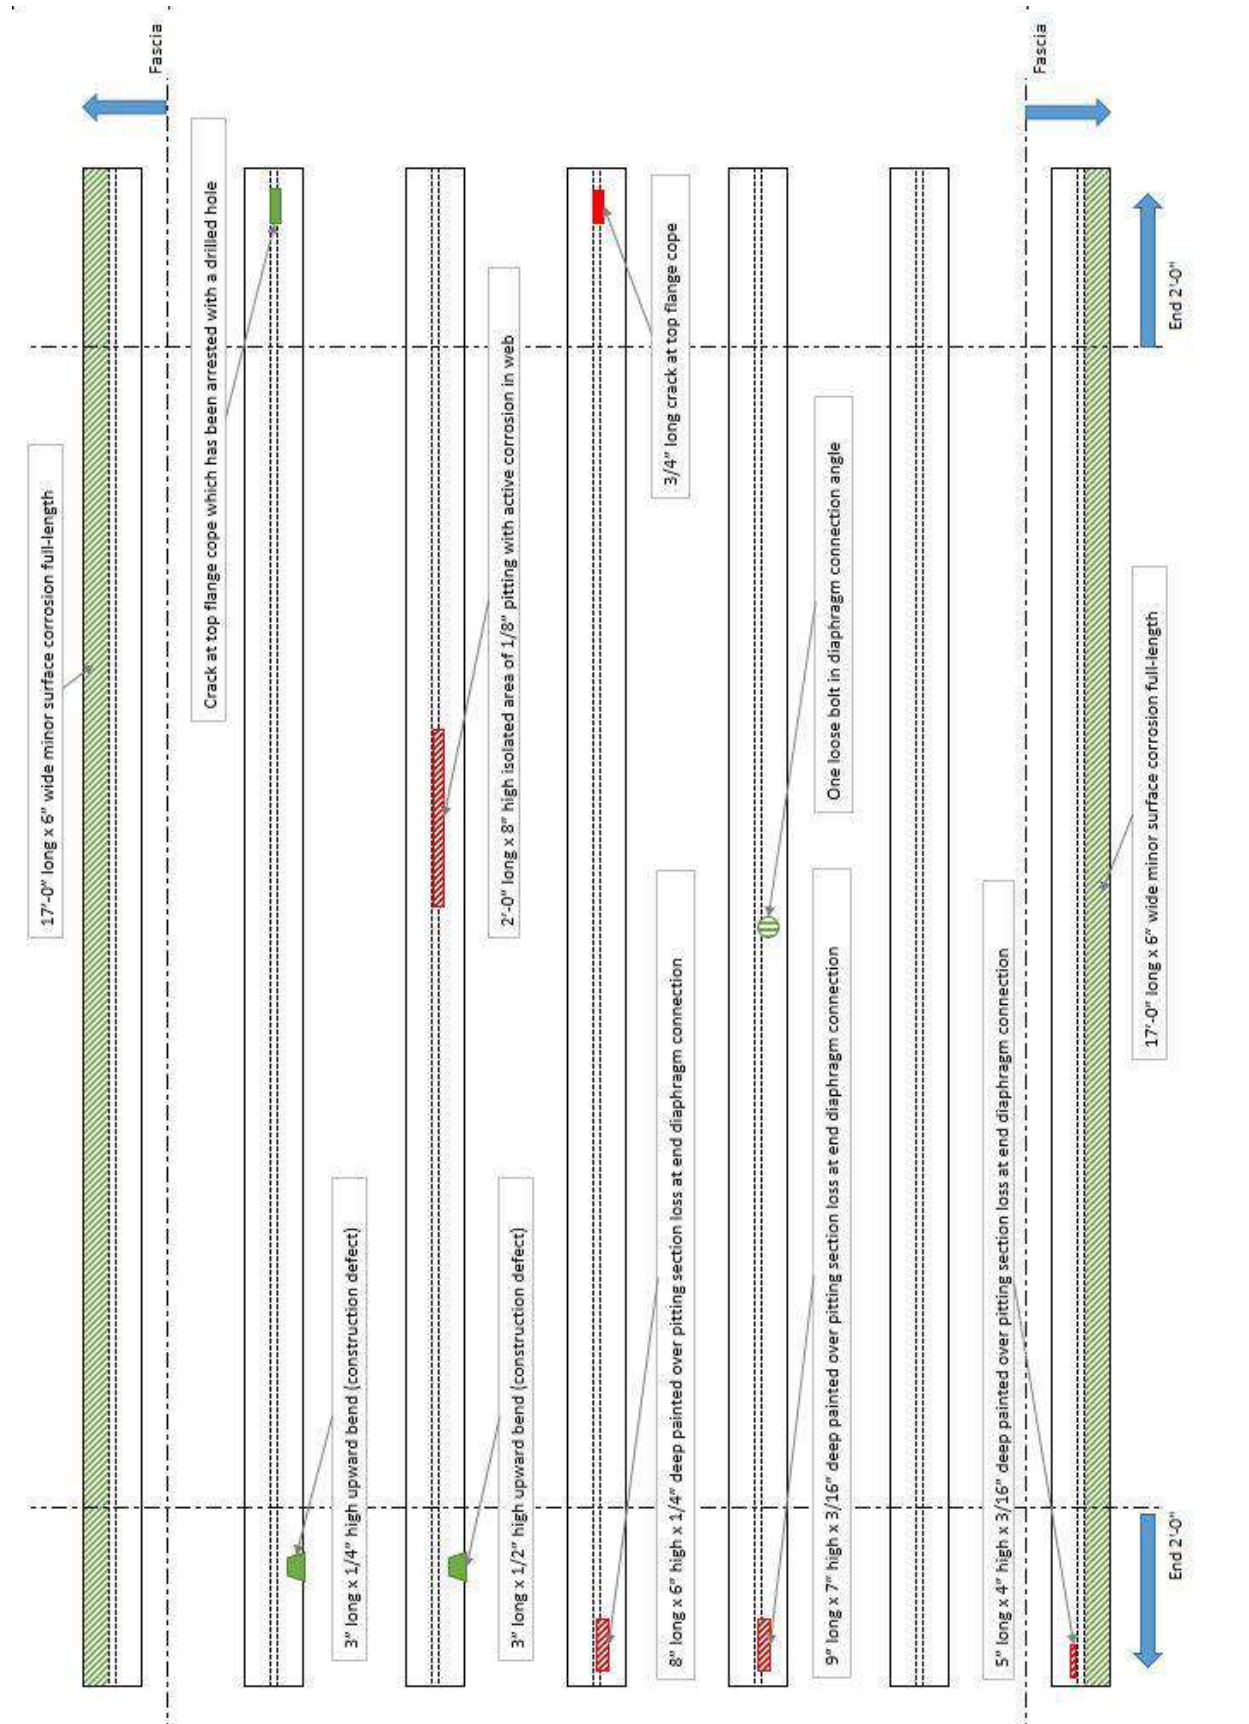 Fascia
Fascia
17'-0" long x 6" wide minor surface corrosion full-length
Crack at top flange cope which has been arrested with a drilled hole
2'-0" long x 8" high isolated area of 1/8" pitting with active corrosion in web
3/4" long crack at top flange cope
One loose bolt in diaphragm connection angle
End 2'-0"
17'-0" long x 6" wide minor surface corrosion full-length
3" long x 1/4" high upward bend (construction defect)
3" long x 1/2" high upward bend (construction defect)
8" long x 6" high x 1/4" deep painted over pitting section loss at end diaphragm connection
9" long x 7" high x 3/16" deep painted over pitting section loss at end diaphragm connection
5" long x 4" high x 3/16" deep painted over pitting section loss at end diaphragm connection
End 2'-0"